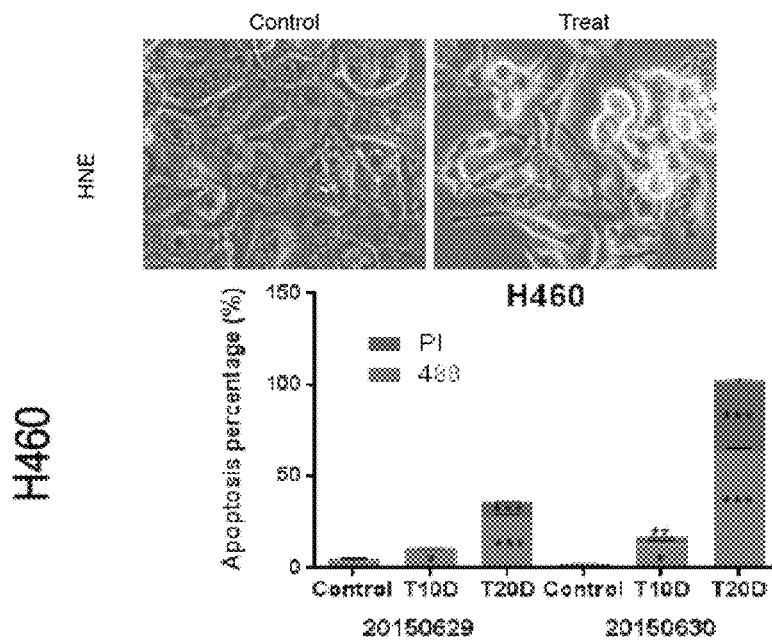 Control Treat
HNE
H460
H460
Apoptosis percentage (%)
150
100
50
0
PI
488
Control T10D T20D Control T10D T20D
20150629 20150630